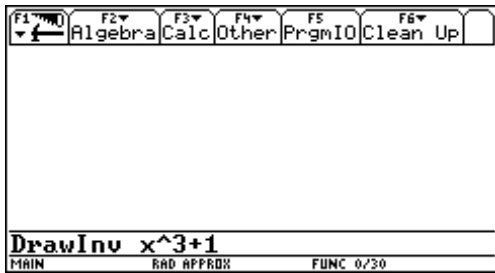 F1 F2 F3 F4 F5 F6
Algebra Calc Other PrgmIO Clean Up
DrawInv x^3+1
MAIN RAD APPROX FUNC 0/30